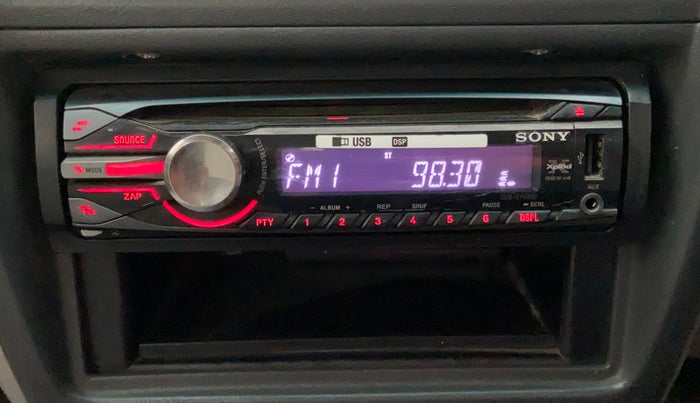 USB DSP SONY
SOURCE
ST
MODE
FM1 98.30
ZAP
AUX
- ALBUM + REP SHUF PAUSE SCRL
PTY 1 2 3 4 5 6 DSPL